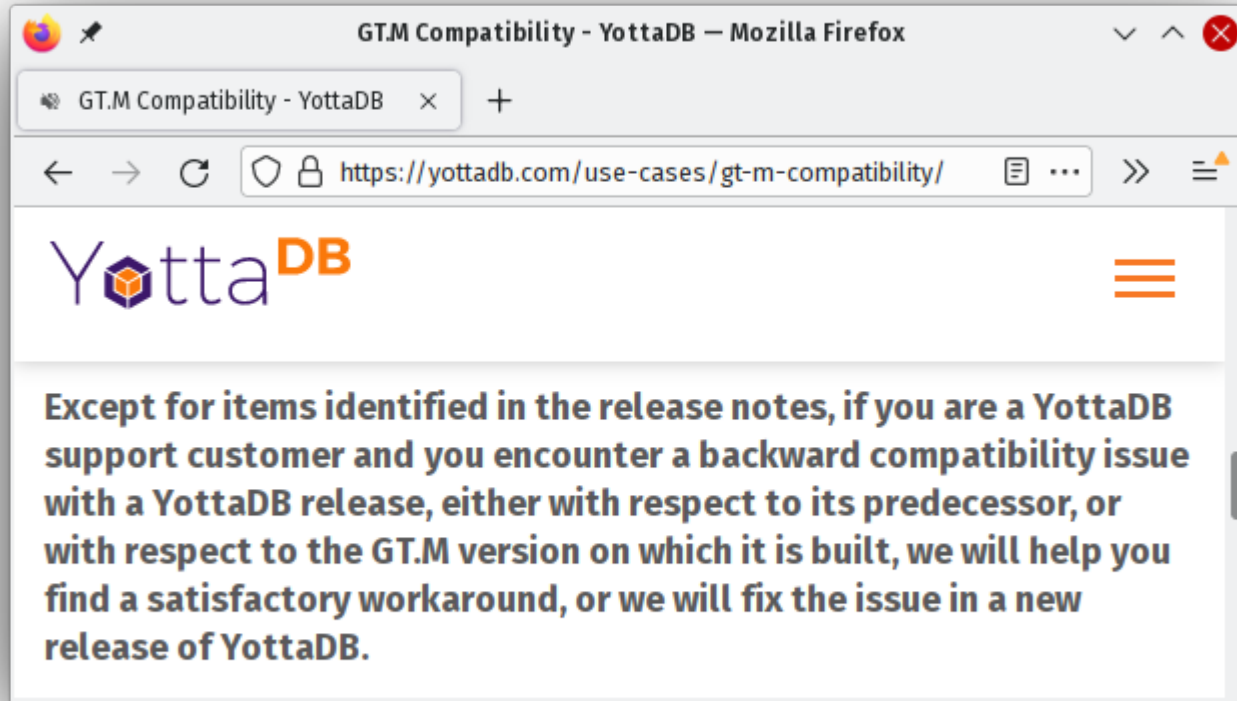 GT.M Compatibility - YottaDB — Mozilla Firefox
GT.M Compatibility - YottaDB
https://yottadb.com/use-cases/gt-m-compatibility/
YottaDB
Except for items identified in the release notes, if you are a YottaDB
support customer and you encounter a backward compatibility issue
with a YottaDB release, either with respect to its predecessor, or
with respect to the GT.M version on which it is built, we will help you
find a satisfactory workaround, or we will fix the issue in a new
release of YottaDB.